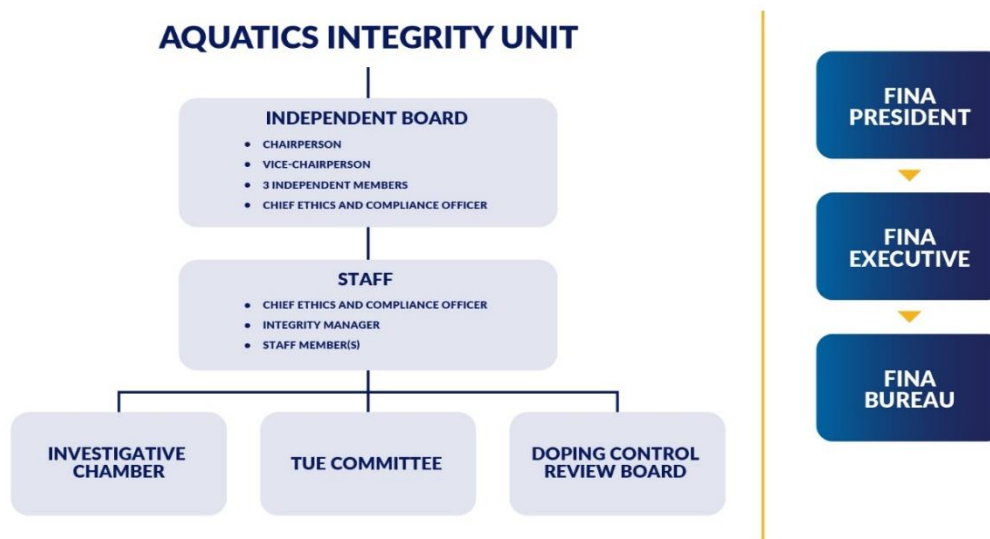 AQUATICS INTEGRITY UNIT
INDEPENDENT BOARD
• CHAIRPERSON
• VICE-CHAIRPERSON
• 3 INDEPENDENT MEMBERS
• CHIEF ETHICS AND COMPLIANCE OFFICER
STAFF
• CHIEF ETHICS AND COMPLIANCE OFFICER
• INTEGRITY MANAGER
• STAFF MEMBER(S)
INVESTIGATIVE
CHAMBER
TUE COMMITTEE
DOPING CONTROL
REVIEW BOARD
FINA
PRESIDENT
FINA
EXECUTIVE
FINA
BUREAU